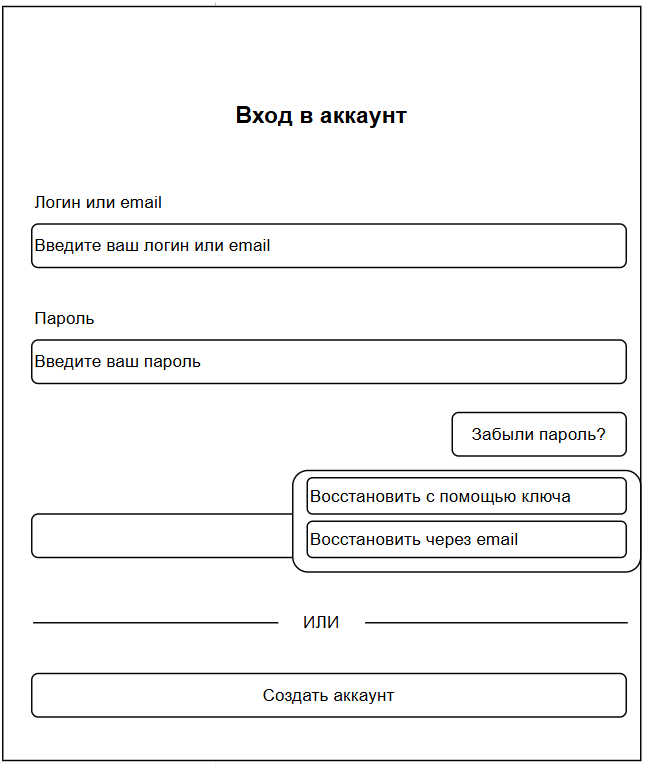 Вход в аккаунт
Логин или email
Введите ваш логин или email
Пароль
Введите ваш пароль
Забыли пароль?
Восстановить с помощью ключа
Восстановить через email
ИЛИ
Создать аккаунт